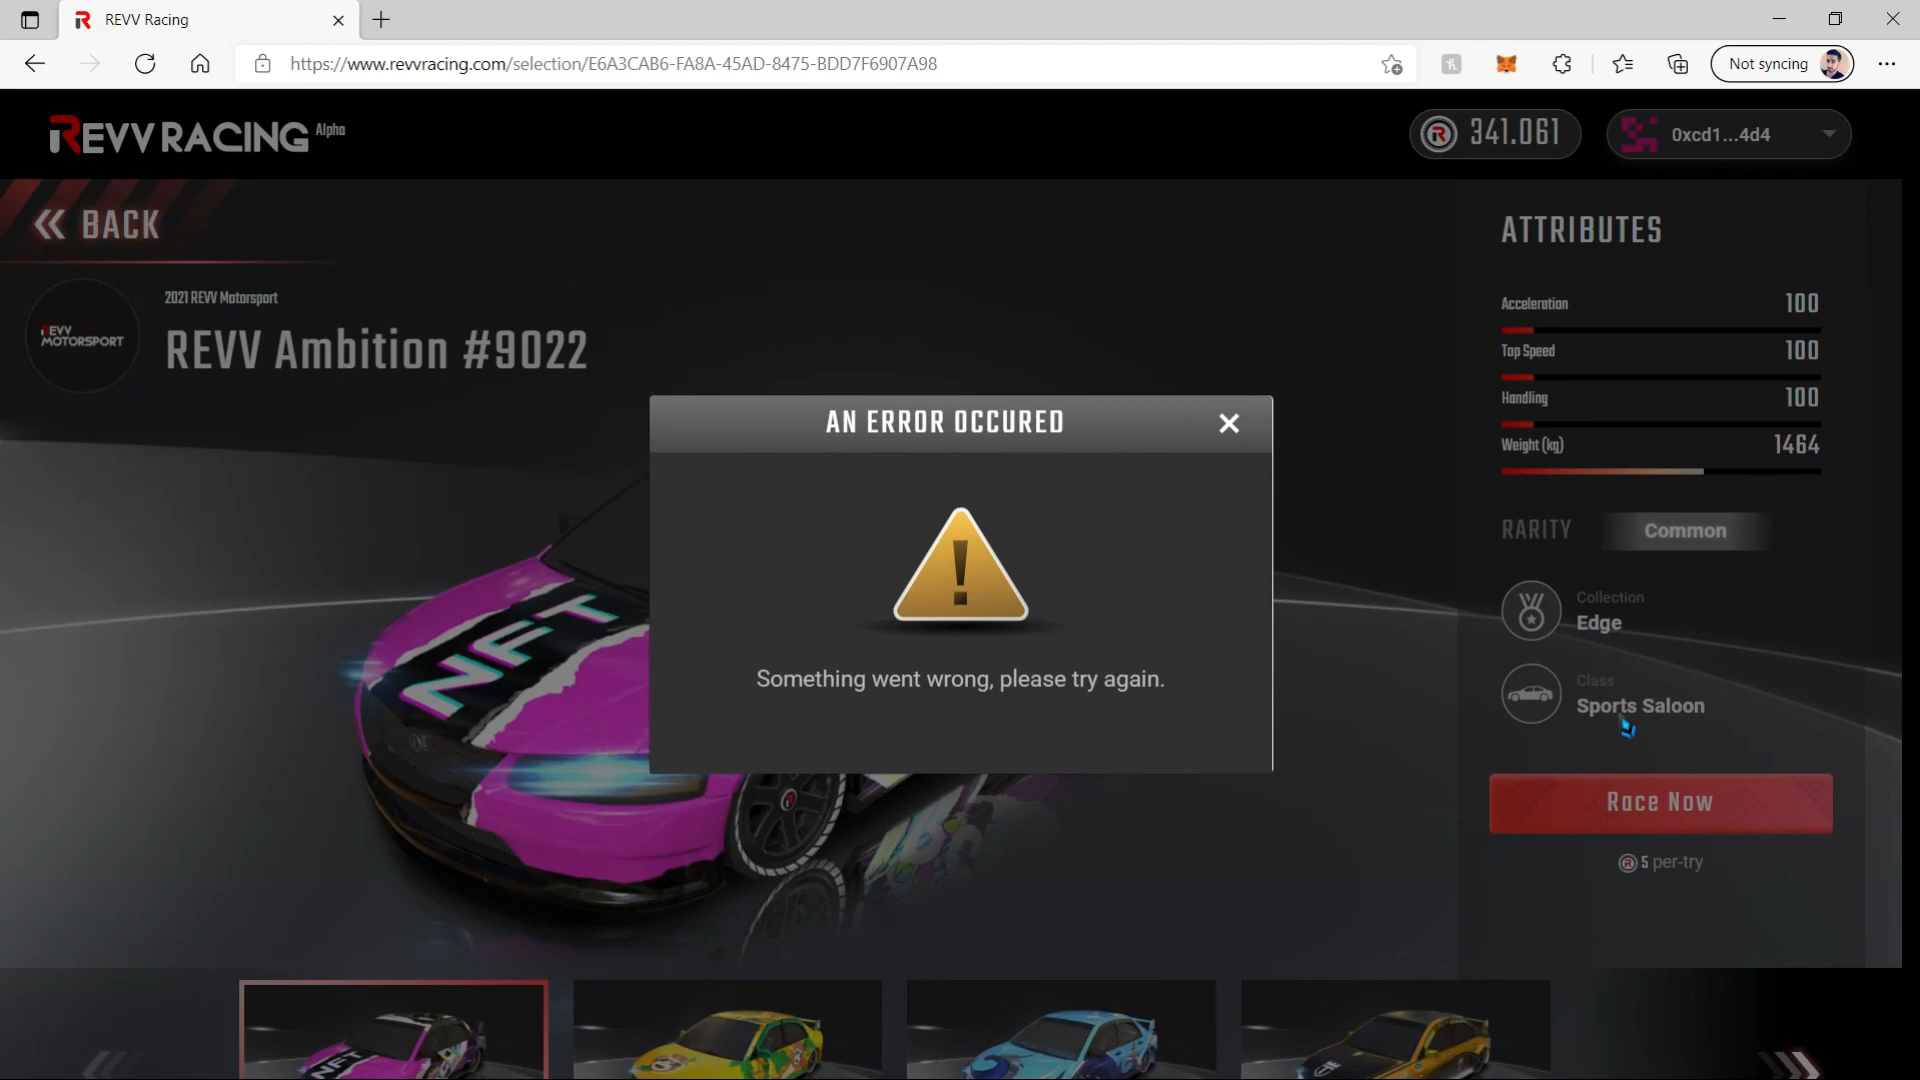 REVV Racing
https://www.revvracing.com/selection/E6A3CAB6-FA8A-45AD-8475-BDD7F6907A98
Not syncing
REVV RACING Alpha
341.061
0xcd1...4d4
BACK
2021 REVV Motorsport
REVV MOTORSPORT
REVV Ambition #9022
ATTRIBUTES
Acceleration 100
Top Speed 100
Handling 100
Weight (kg) 1464
RARITY Common
Collection
Edge
Class
Sports Saloon
Race Now
5 per-try
AN ERROR OCCURED
Something went wrong, please try again.
NFT
NFT